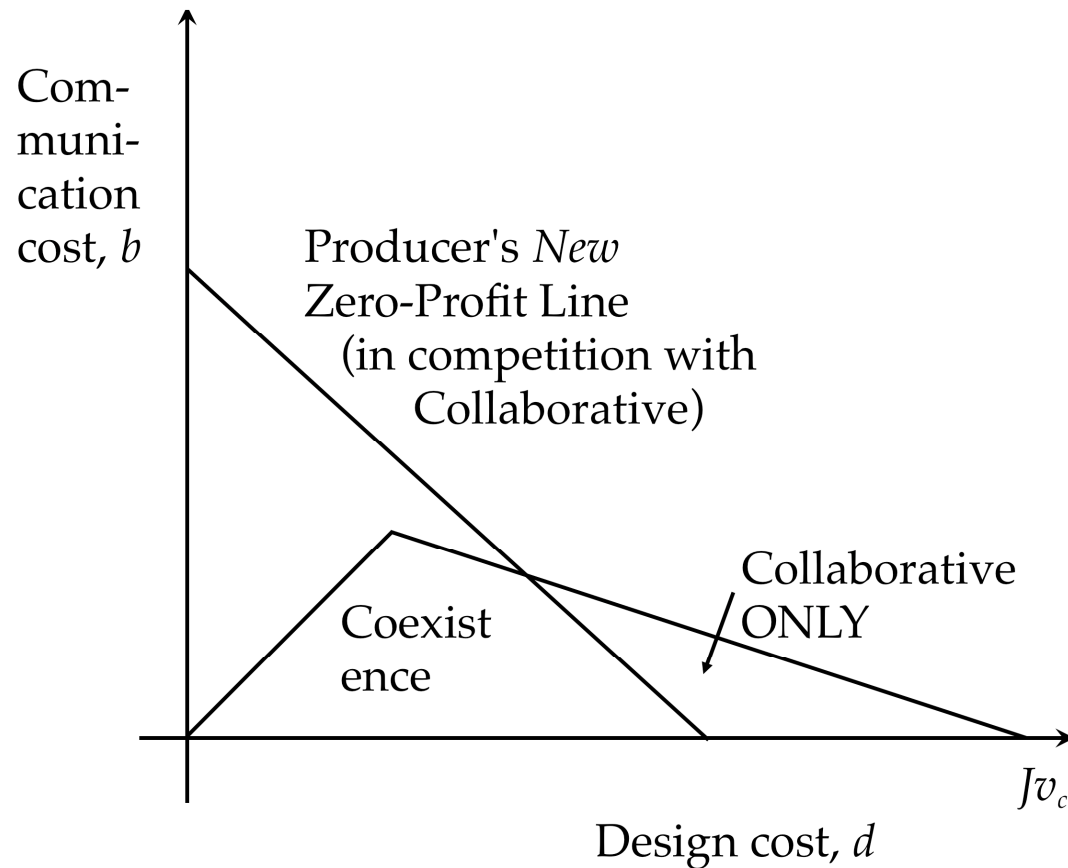 Com-
muni-
cation
cost, b
Producer's New
Zero-Profit Line
(in competition with
Collaborative)
Collaborative
ONLY
Coexist
ence
Jv_c
Design cost, d